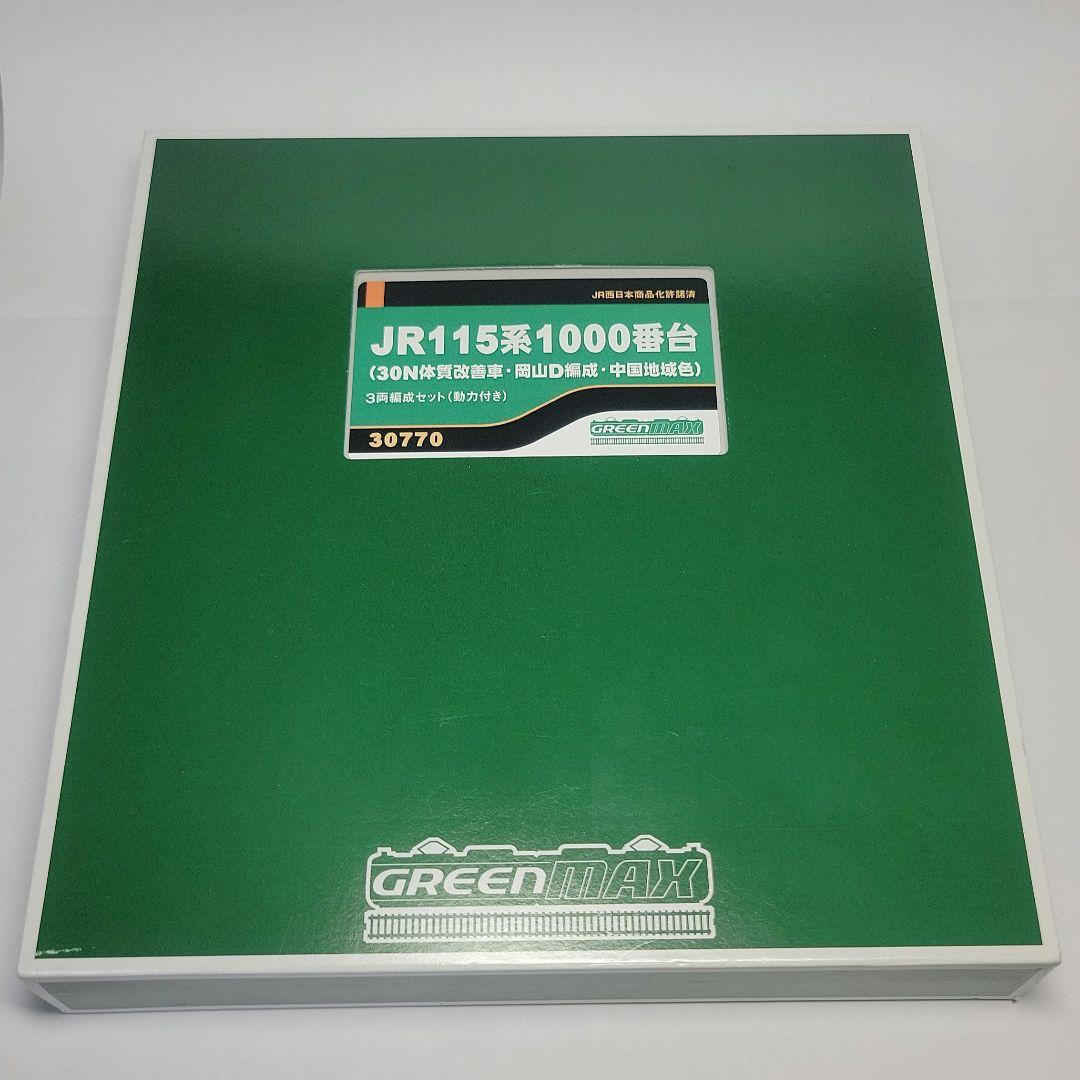 JR西日本商品化許諾済
JR115系1000番台
(30N体質改善車・岡山D編成・中国地域色)
3両編成セット(動力付き)
30770
GREENMAX
GREENMAX